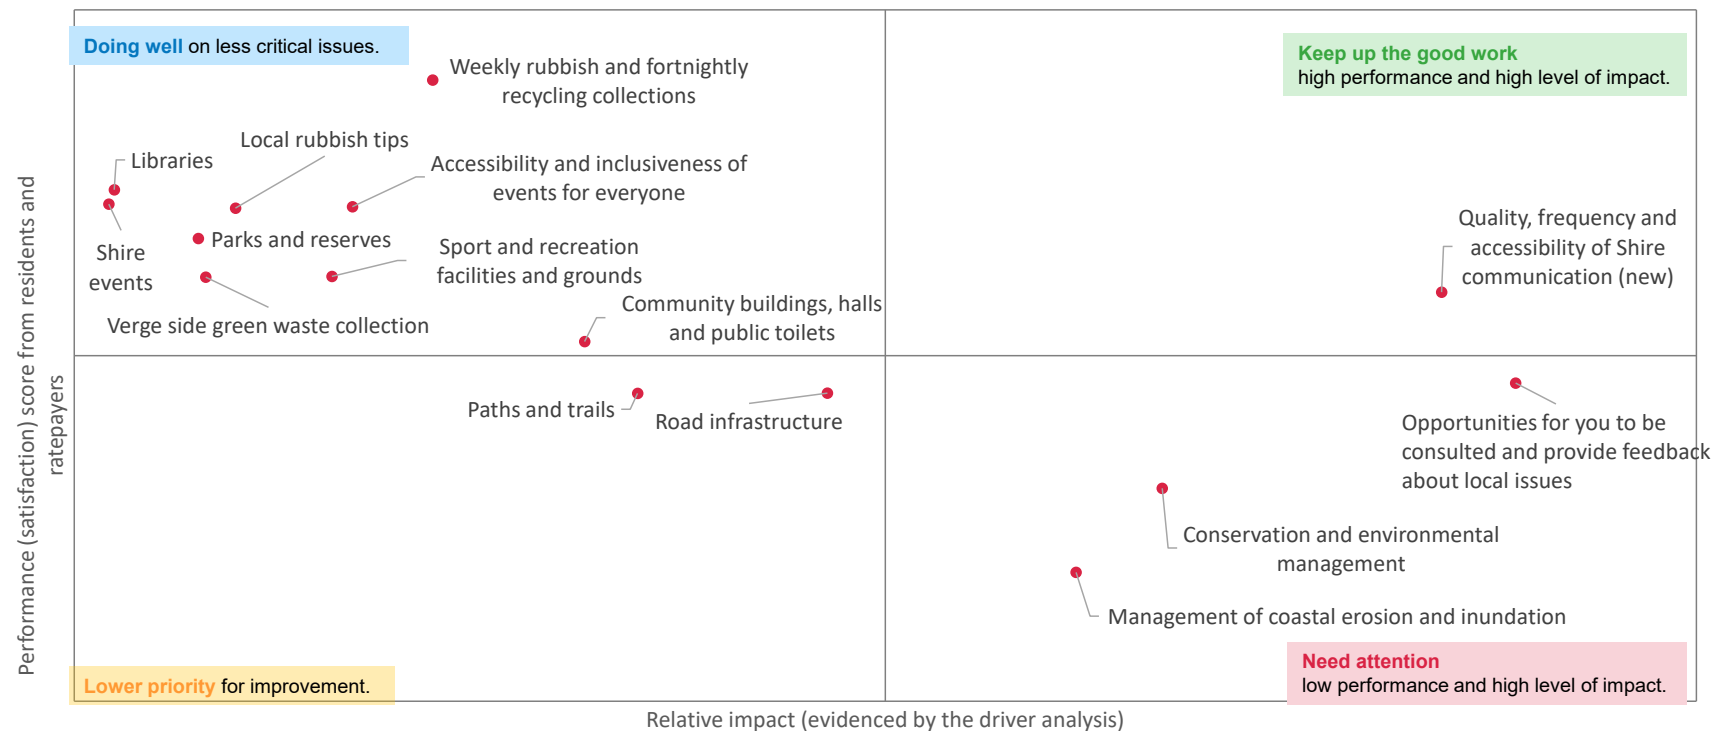 Doing well on less critical issues.
Keep up the good work
high performance and high level of impact.
Weekly rubbish and fortnightly
recycling collections
Local rubbish tips
Libraries
Accessibility and inclusiveness of
events for everyone
Shire
events
Parks and reserves
Sport and recreation
facilities and grounds
Quality, frequency and
accessibility of Shire
communication (new)
Verge side green waste collection
Community buildings, halls
and public toilets
Paths and trails
Road infrastructure
Opportunities for you to be
consulted and provide feedback
about local issues
Conservation and environmental
management
Management of coastal erosion and inundation
Lower priority for improvement.
Need attention
low performance and high level of impact.
Performance (satisfaction) score from residents and
ratepayers
Relative impact (evidenced by the driver analysis)